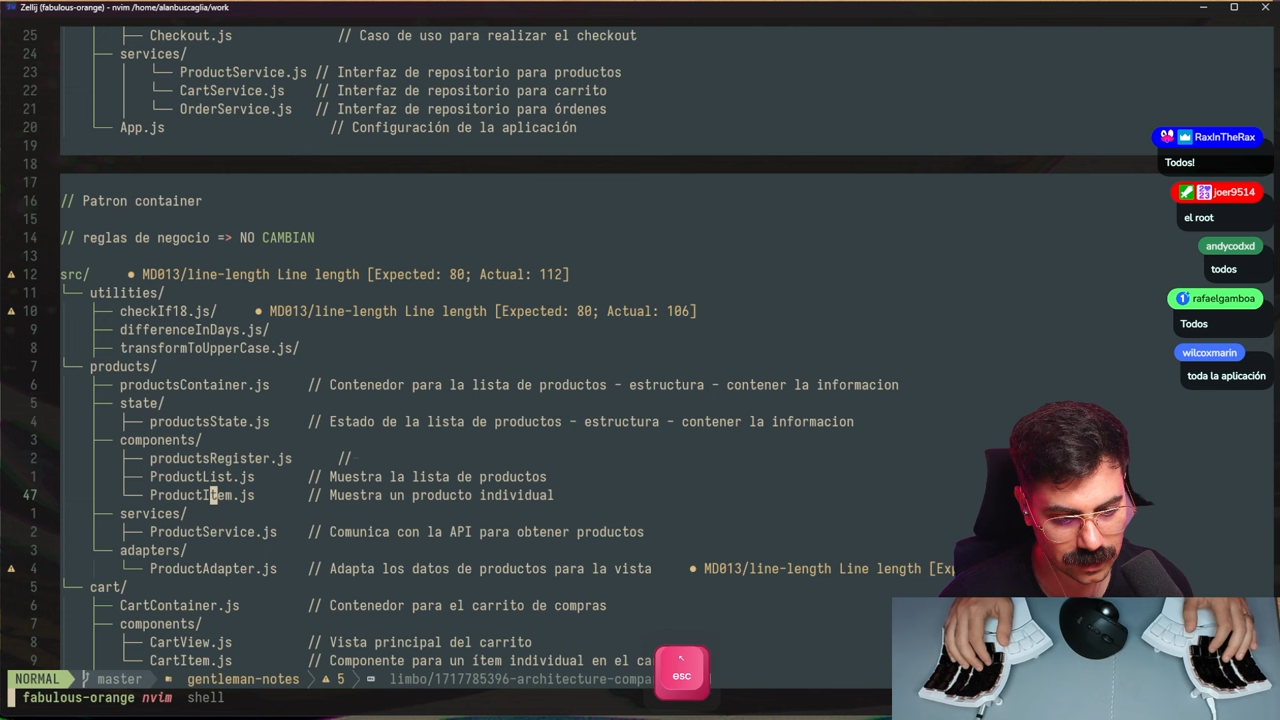 Zellij (fabulous-orange) - nvim /home/alanbuscaglia/work
25 ├── Checkout.js // Caso de uso para realizar el checkout
24 ├── services/
23 │ └── ProductService.js // Interfaz de repositorio para productos
22 │ └── CartService.js // Interfaz de repositorio para carrito
21 │ └── OrderService.js // Interfaz de repositorio para órdenes
20 └── App.js // Configuración de la aplicación
19
18
17
16 // Patron container
15
14 // reglas de negocio => NO CAMBIAN
13
12 src/ ● MD013/line-length Line length [Expected: 80; Actual: 112]
11 └── utilities/
10 ├── checkIf18.js/ ● MD013/line-length Line length [Expected: 80; Actual: 106]
9 ├── differenceInDays.js/
8 ├── transformToUpperCase.js/
7 └── products/
6 ├── productsContainer.js // Contenedor para la lista de productos - estructura - contener la informacion
5 ├── state/
4 │ ├── productsState.js // Estado de la lista de productos - estructura - contener la informacion
3 ├── components/
2 │ ├── productsRegister.js // -
1 │ ├── ProductList.js // Muestra la lista de productos
47 │ └── ProductItem.js // Muestra un producto individual
1 ├── services/
2 │ ├── ProductService.js // Comunica con la API para obtener productos
3 └── adapters/
4 └── ProductAdapter.js // Adapta los datos de productos para la vista ● MD013/line-length Line length [Exp
5 └── cart/
6 ├── CartContainer.js // Contenedor para el carrito de compras
7 ├── components/
8 │ ├── CartView.js // Vista principal del carrito
9 │ └── CartItem.js // Componente para un ítem individual en el ca
NORMAL master gentleman-notes 5 limbo/1717785396-architecture-compa
fabulous-orange nvim shell
esc
RaxInTheRax
Todos!
joer9514
el root
andycodxd
todos
rafaelgamboa
Todos
wilcoxmarin
toda la aplicación